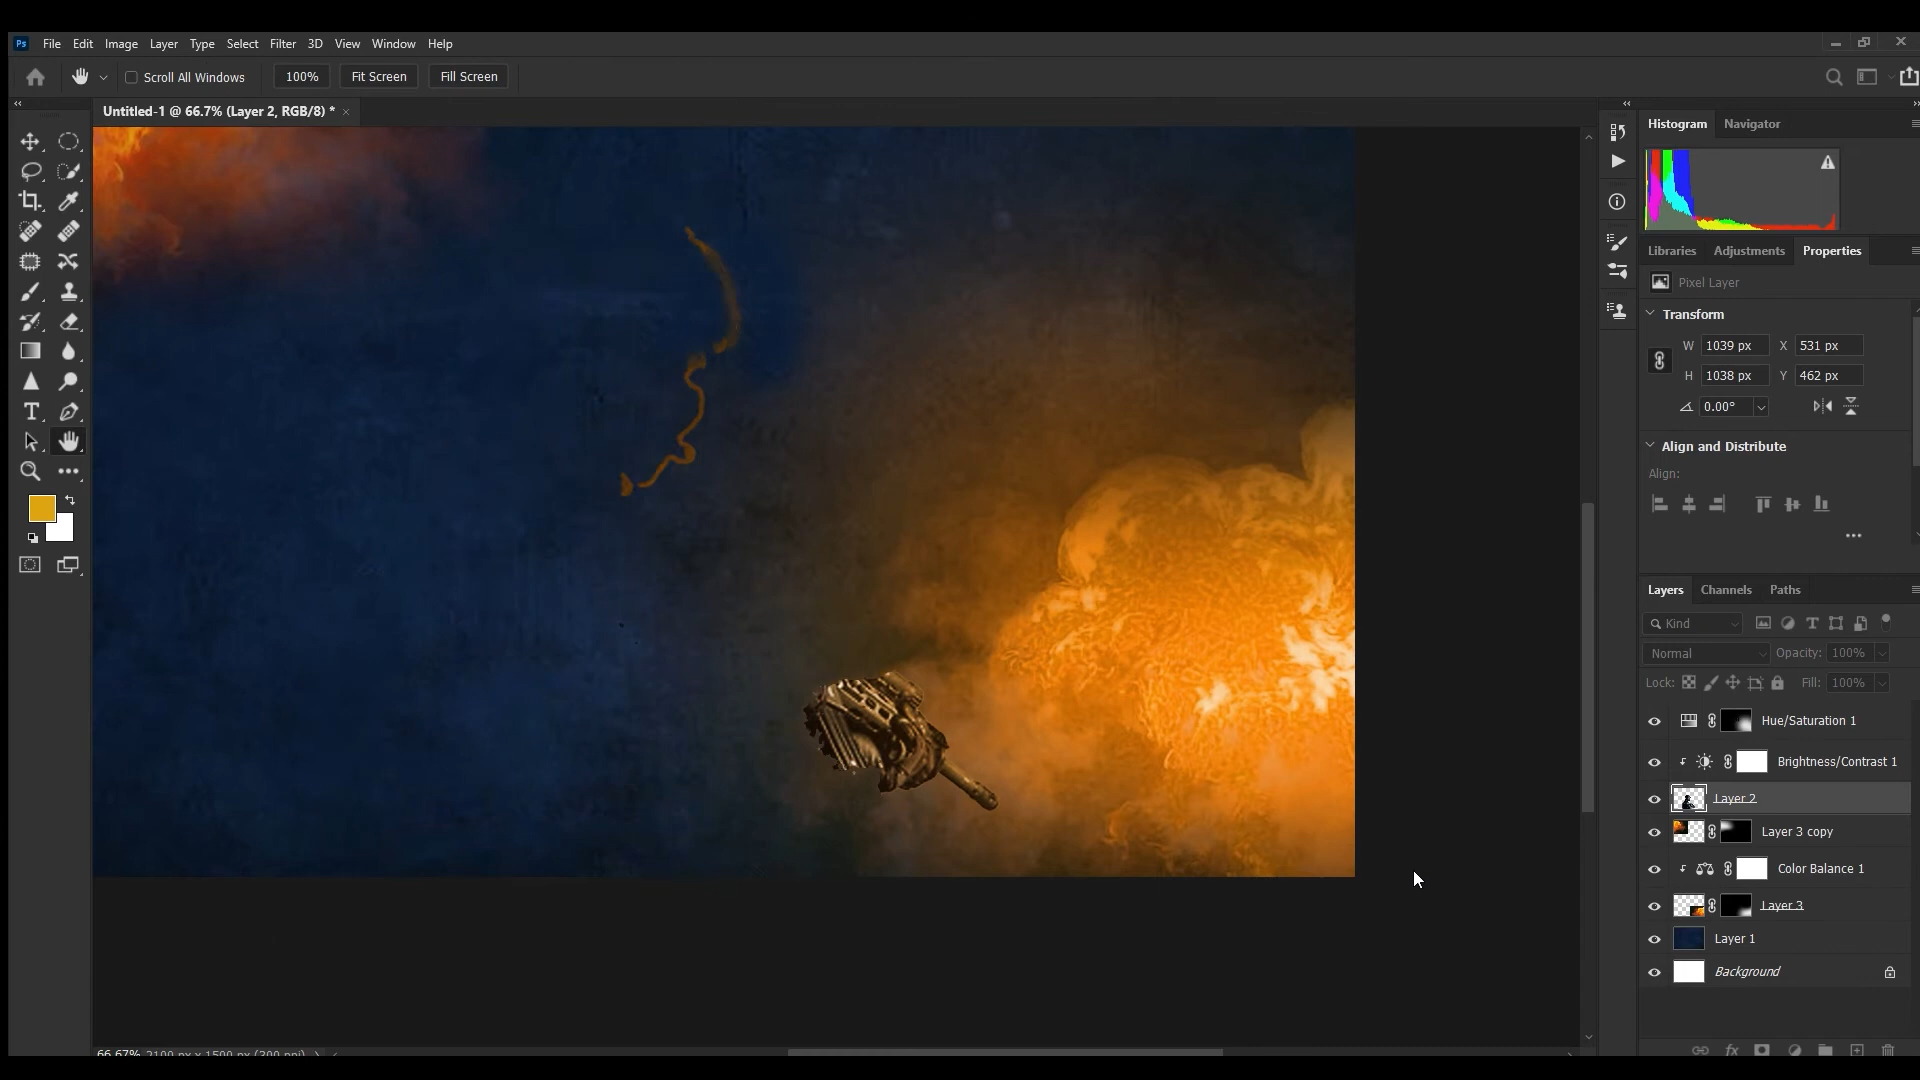 Ps File Edit Image Layer Type Select Filter 3D View Window Help
Scroll All Windows 100% Fit Screen Fill Screen
Untitled-1 @ 66.7% (Layer 2, RGB/8) * ×
Histogram Navigator
Libraries Adjustments Properties
Pixel Layer
Transform
W 1039 px X 531 px
H 1038 px Y 462 px
0.00°
Align and Distribute
Align:
Layers Channels Paths
Kind
Normal Opacity: 100%
Lock: Fill: 100%
Hue/Saturation 1
Brightness/Contrast 1
Layer 2
Layer 3 copy
Color Balance 1
Layer 3
Layer 1
Background
66.67% 2100 px x 1500 px (300 ppi)